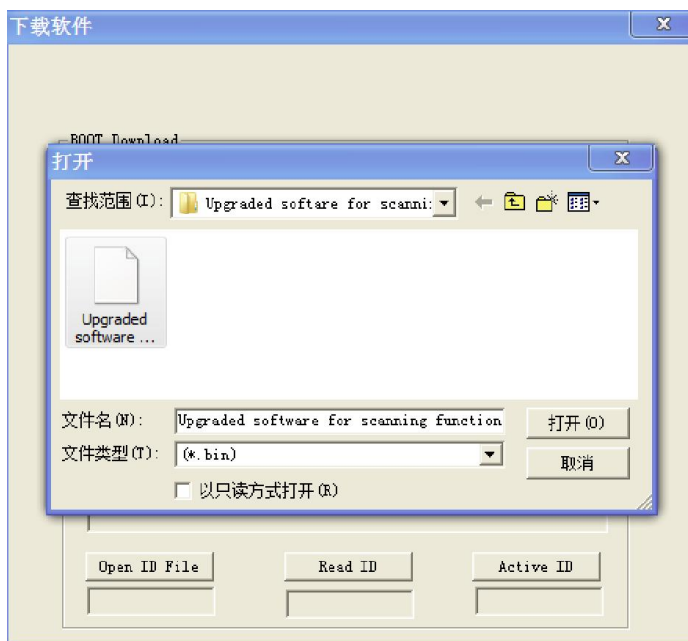 下载软件
BOOT Download
打开
查找范围(I):
Upgraded softare for scanni:
Upgraded
software ...
文件名(N):
Upgraded software for scanning function
打开(O)
文件类型(T):
(*.bin)
取消
以只读方式打开(R)
Open ID File
Read ID
Active ID